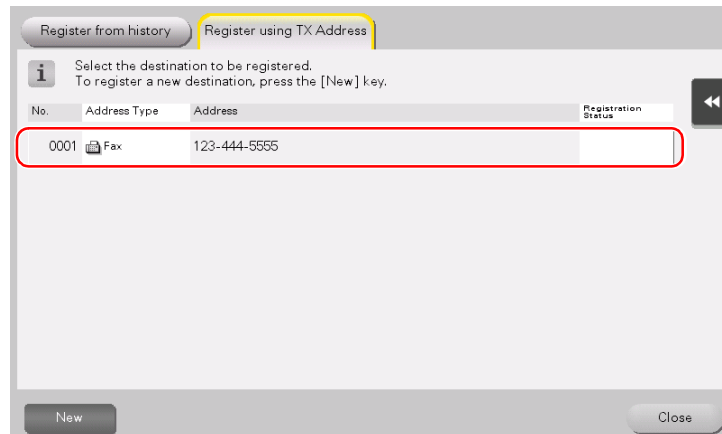 Register from history
Register using TX Address
i
Select the destination to be registered.
To register a new destination, press the [New] key.
No. Address Type Address Registration Status
0001 Fax 123-444-5555
New Close